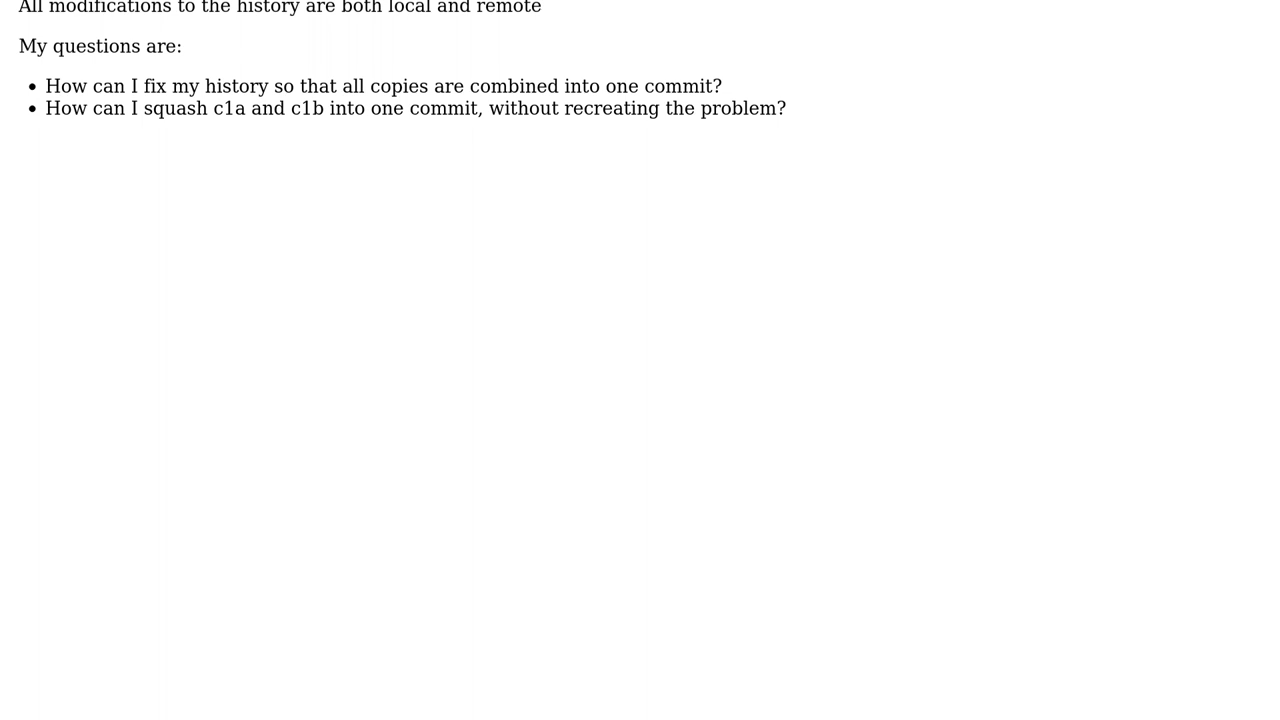 All modifications to the history are both local and remote
My questions are:
• How can I fix my history so that all copies are combined into one commit?
• How can I squash c1a and c1b into one commit, without recreating the problem?